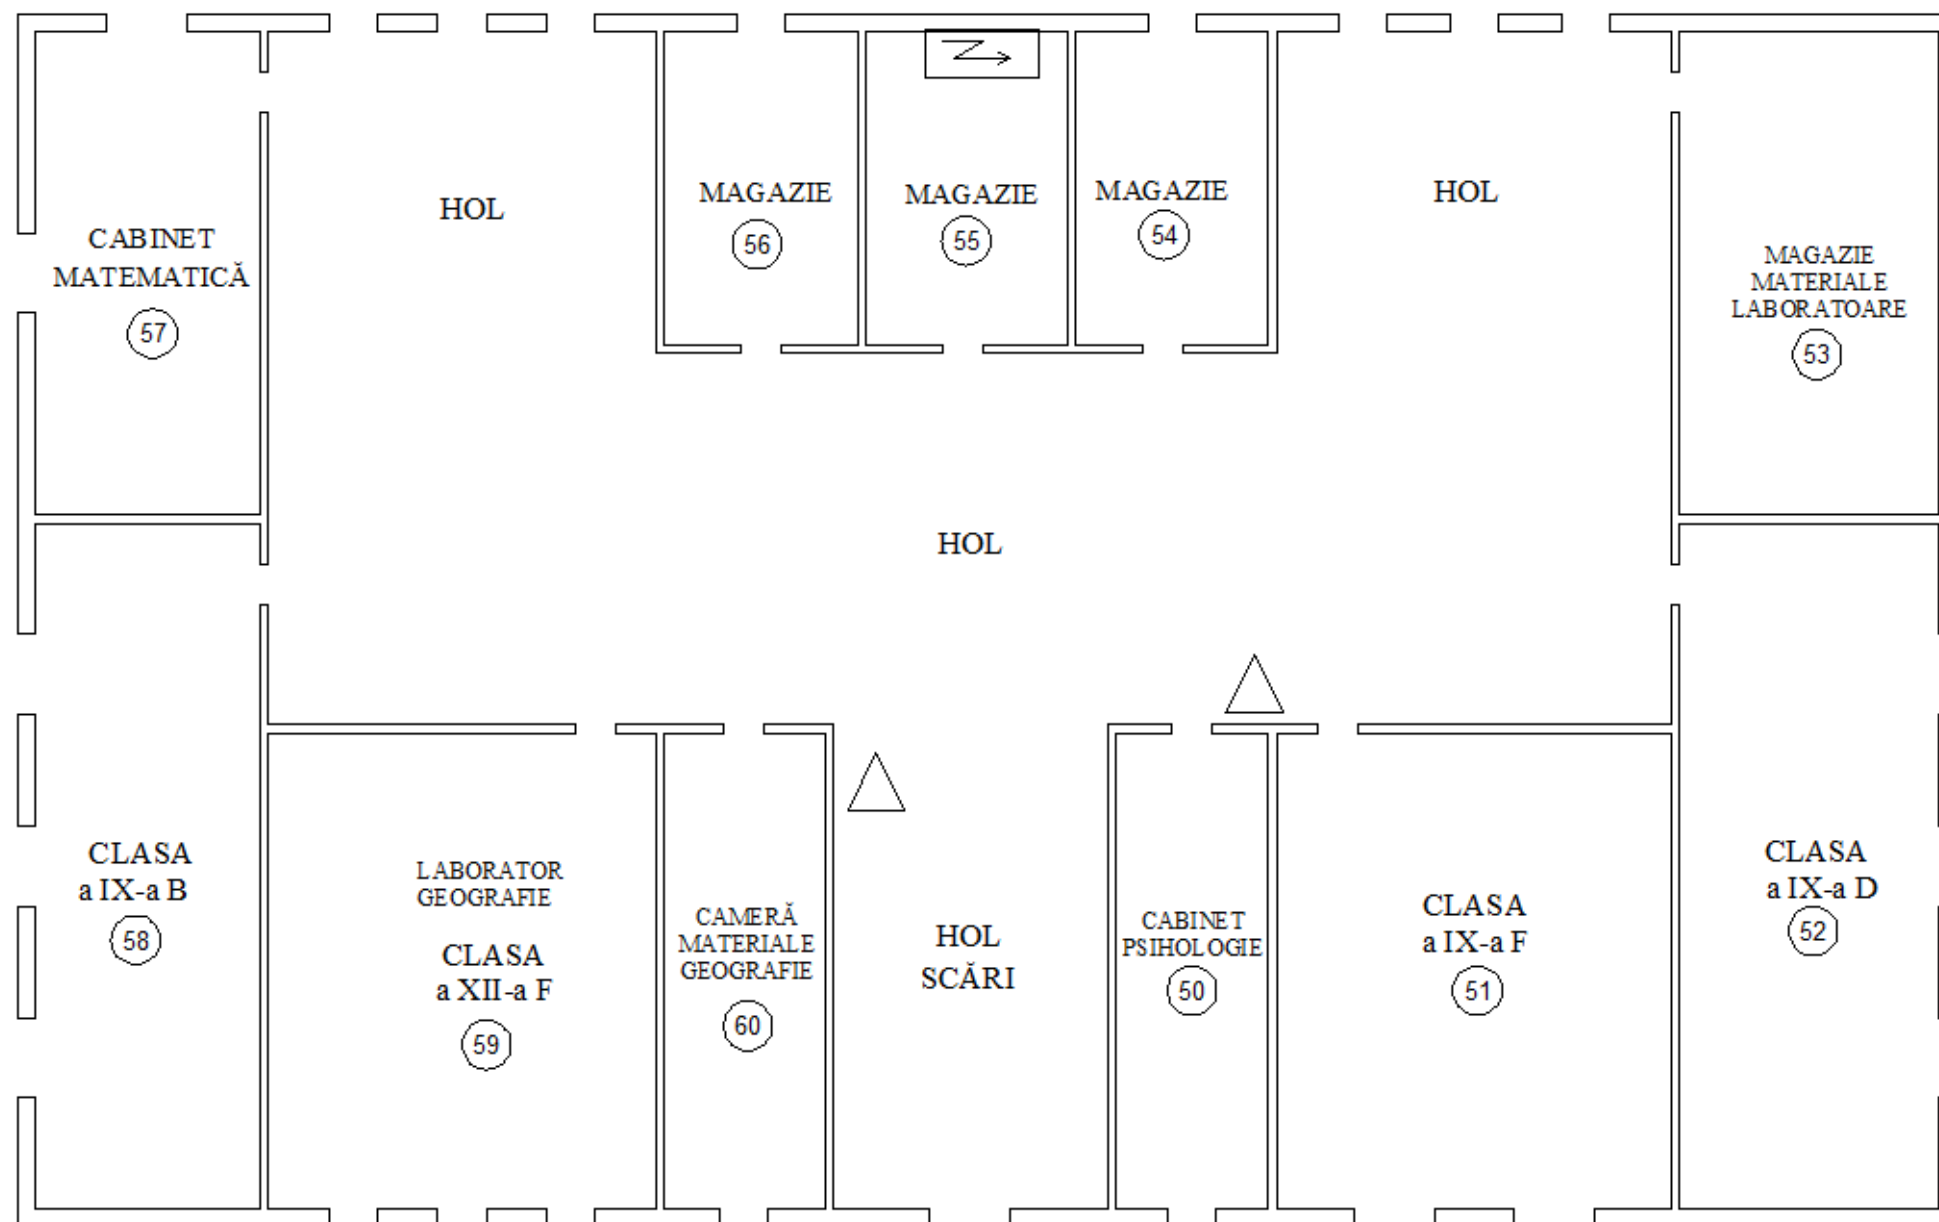 HOL
MAGAZIE
56
MAGAZIE
55
MAGAZIE
54
HOL
CABINET
MATEMATICĂ
57
MAGAZIE
MATERIALE
LABORATOARE
53
HOL
CLASA
a IX-a B
58
LABORATOR
GEOGRAFIE
CLASA
a XII-a F
59
CAMERĂ
MATERIALE
GEOGRAFIE
60
HOL
SCĂRI
CABINET
PSIHOLOGIE
50
CLASA
a IX-a F
51
CLASA
a IX-a D
52